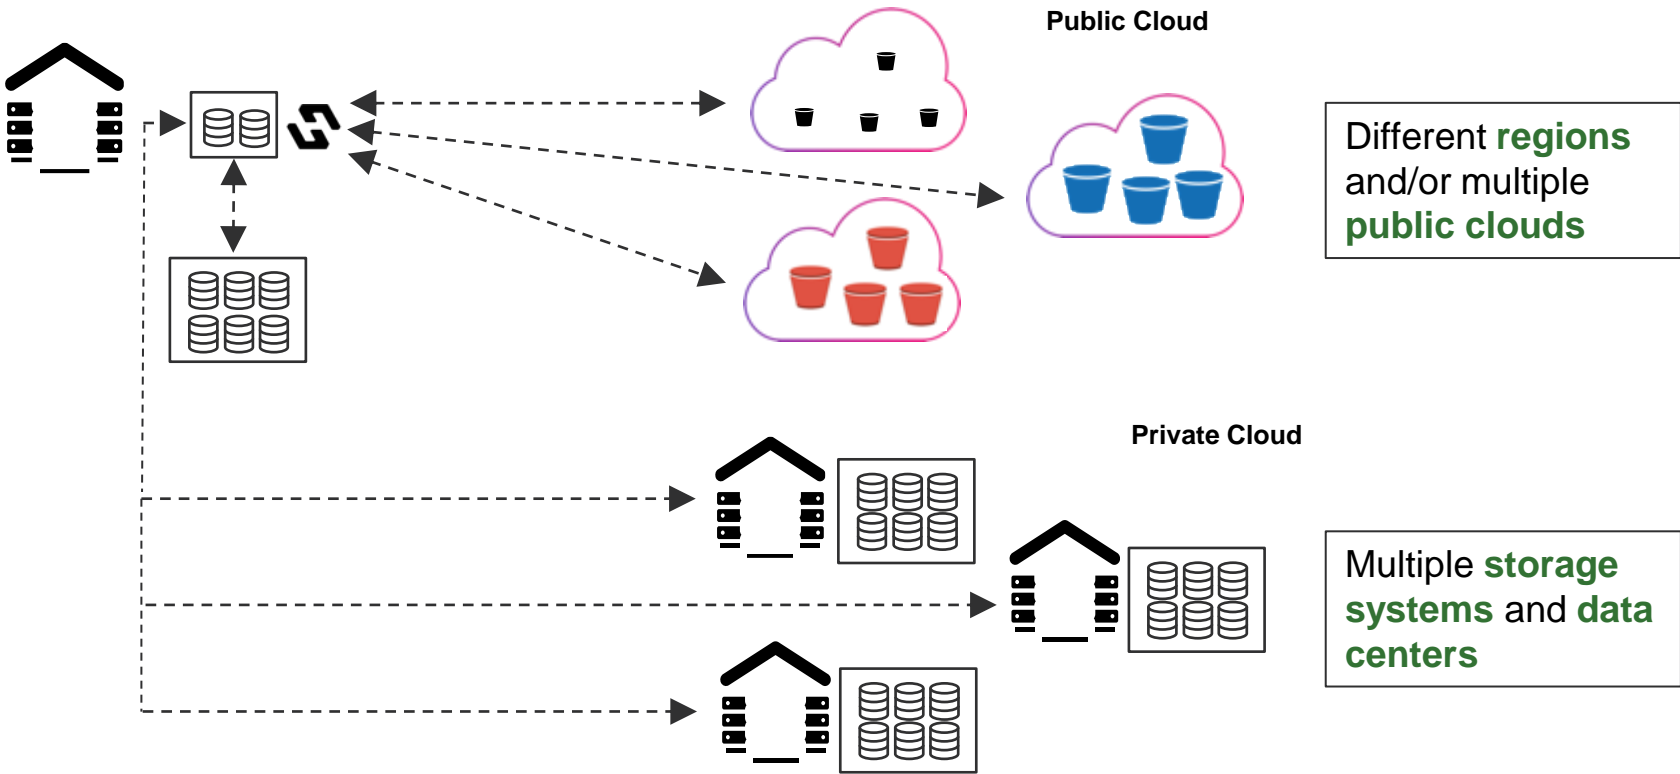 Public Cloud
Different regions
and/or multiple
public clouds
Private Cloud
Multiple storage
systems and data
centers